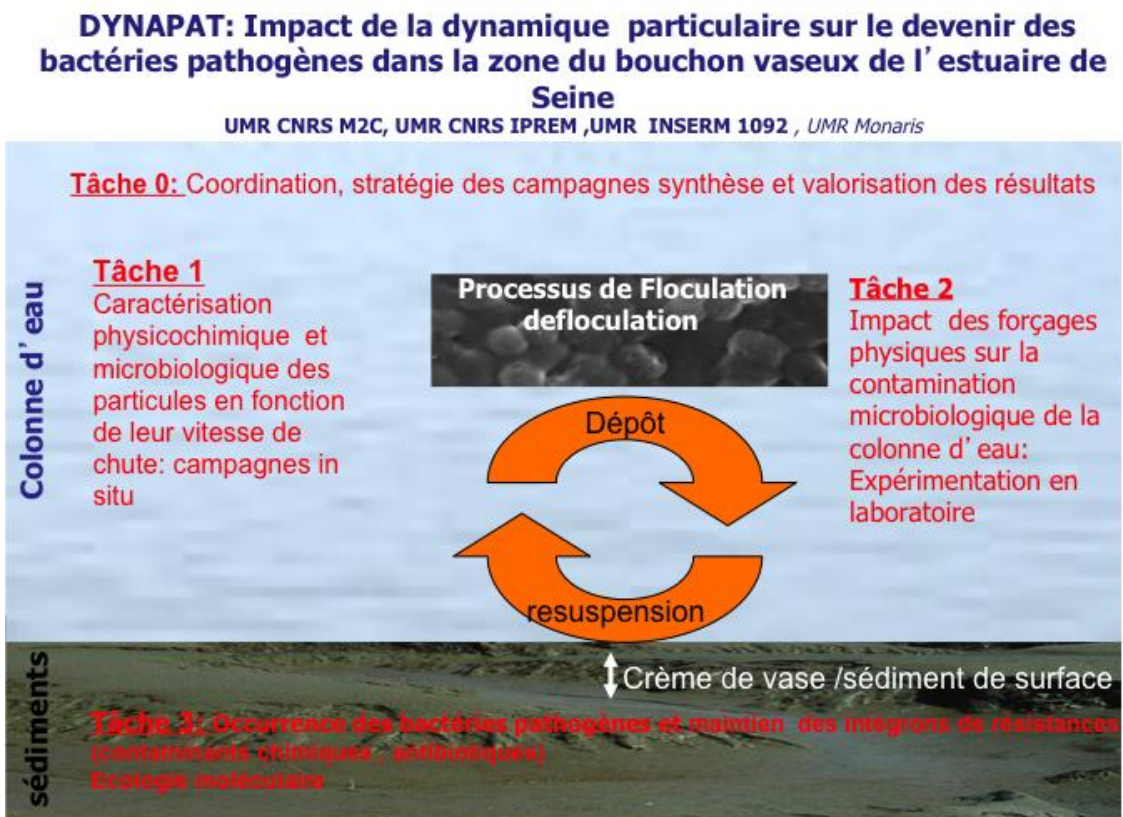 DYNAPAT: Impact de la dynamique particulaire sur le devenir des
bactéries pathogènes dans la zone du bouchon vaseux de l'estuaire de
Seine
UMR CNRS M2C, UMR CNRS IPREM ,UMR INSERM 1092 , UMR Monaris
Tâche 0: Coordination, stratégie des campagnes synthèse et valorisation des résultats
Colonne d'eau
Tâche 1
Caractérisation
physicochimique et
microbiologique des
particules en fonction
de leur vitesse de
chute: campagnes in
situ
Processus de Floculation
defloculation
Dépôt
resuspension
Tâche 2
Impact des forçages
physiques sur la
contamination
microbiologique de la
colonne d'eau:
Expérimentation en
laboratoire
sédiments
Crème de vase /sédiment de surface
Tâche 3: Occurrence des bactéries pathogènes et maintien des intégrons de résistances
(contaminants chimiques , antibiotiques)
Ecologie moléculaire